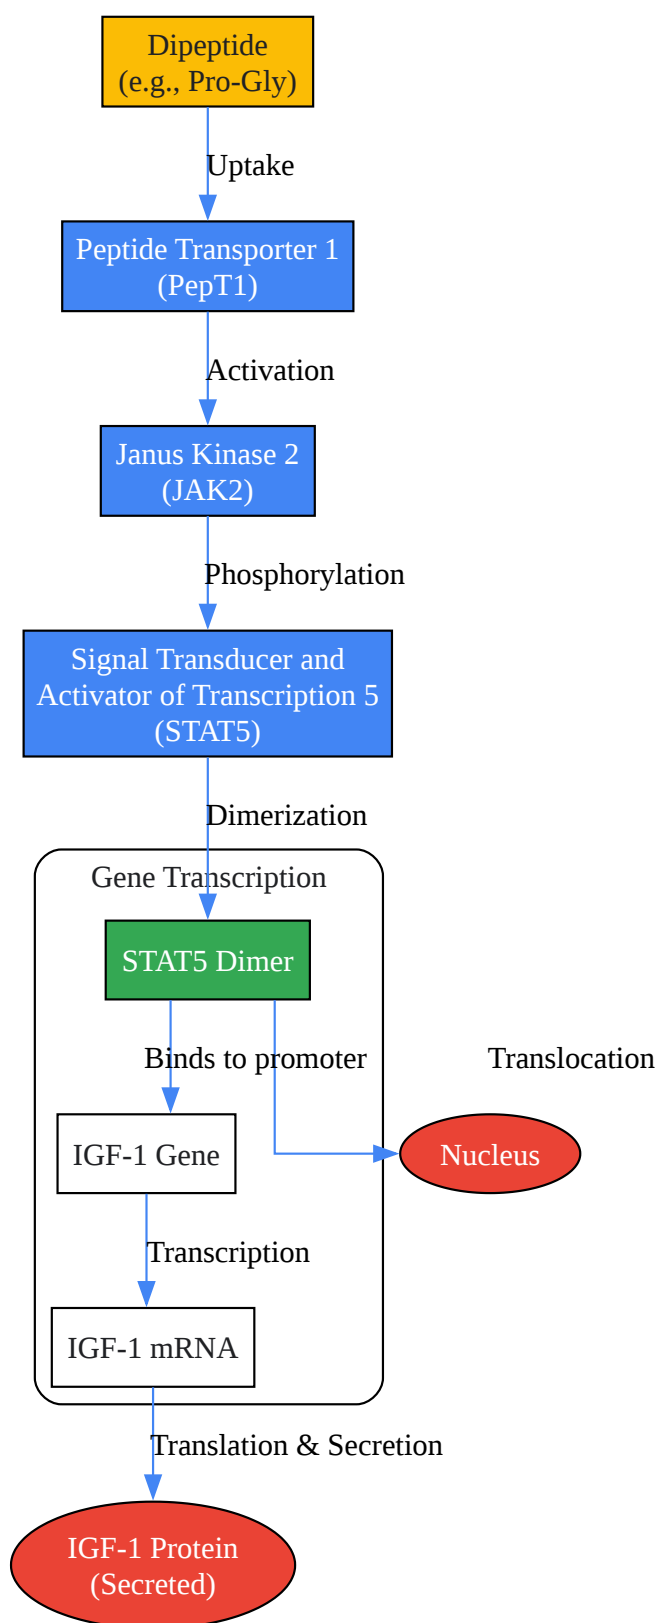 Dipeptide
(e.g., Pro-Gly)
Uptake
Peptide Transporter 1
(PepT1)
Activation
Janus Kinase 2
(JAK2)
Phosphorylation
Signal Transducer and
Activator of Transcription 5
(STAT5)
Dimerization
Gene Transcription
STAT5 Dimer
Binds to promoter
Translocation
IGF-1 Gene
Nucleus
Transcription
IGF-1 mRNA
Translation & Secretion
IGF-1 Protein
(Secreted)